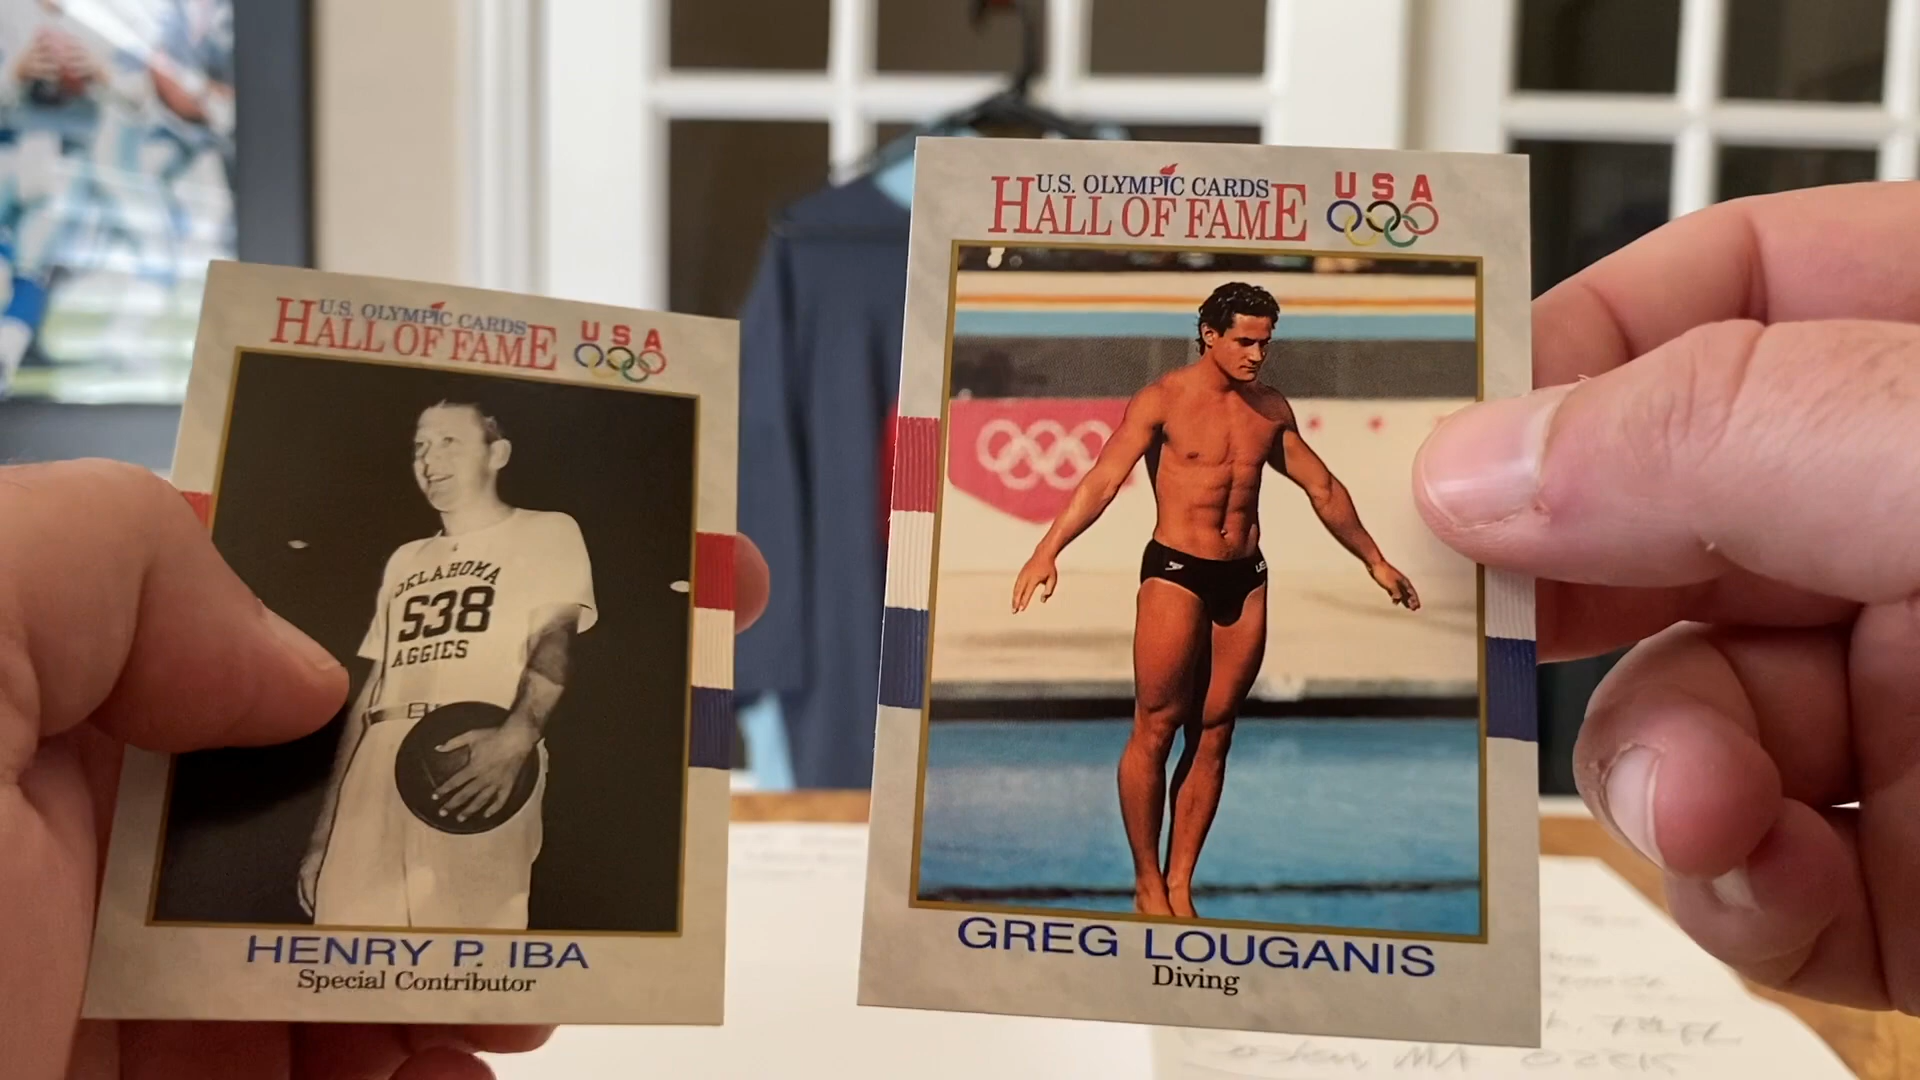 U.S. OLYMPIC CARDS
HALL OF FAME
USA
OKLAHOMA
S38
AGGIES
HENRY P. IBA
Special Contributor
U.S. OLYMPIC CARDS
HALL OF FAME
USA
GREG LOUGANIS
Diving